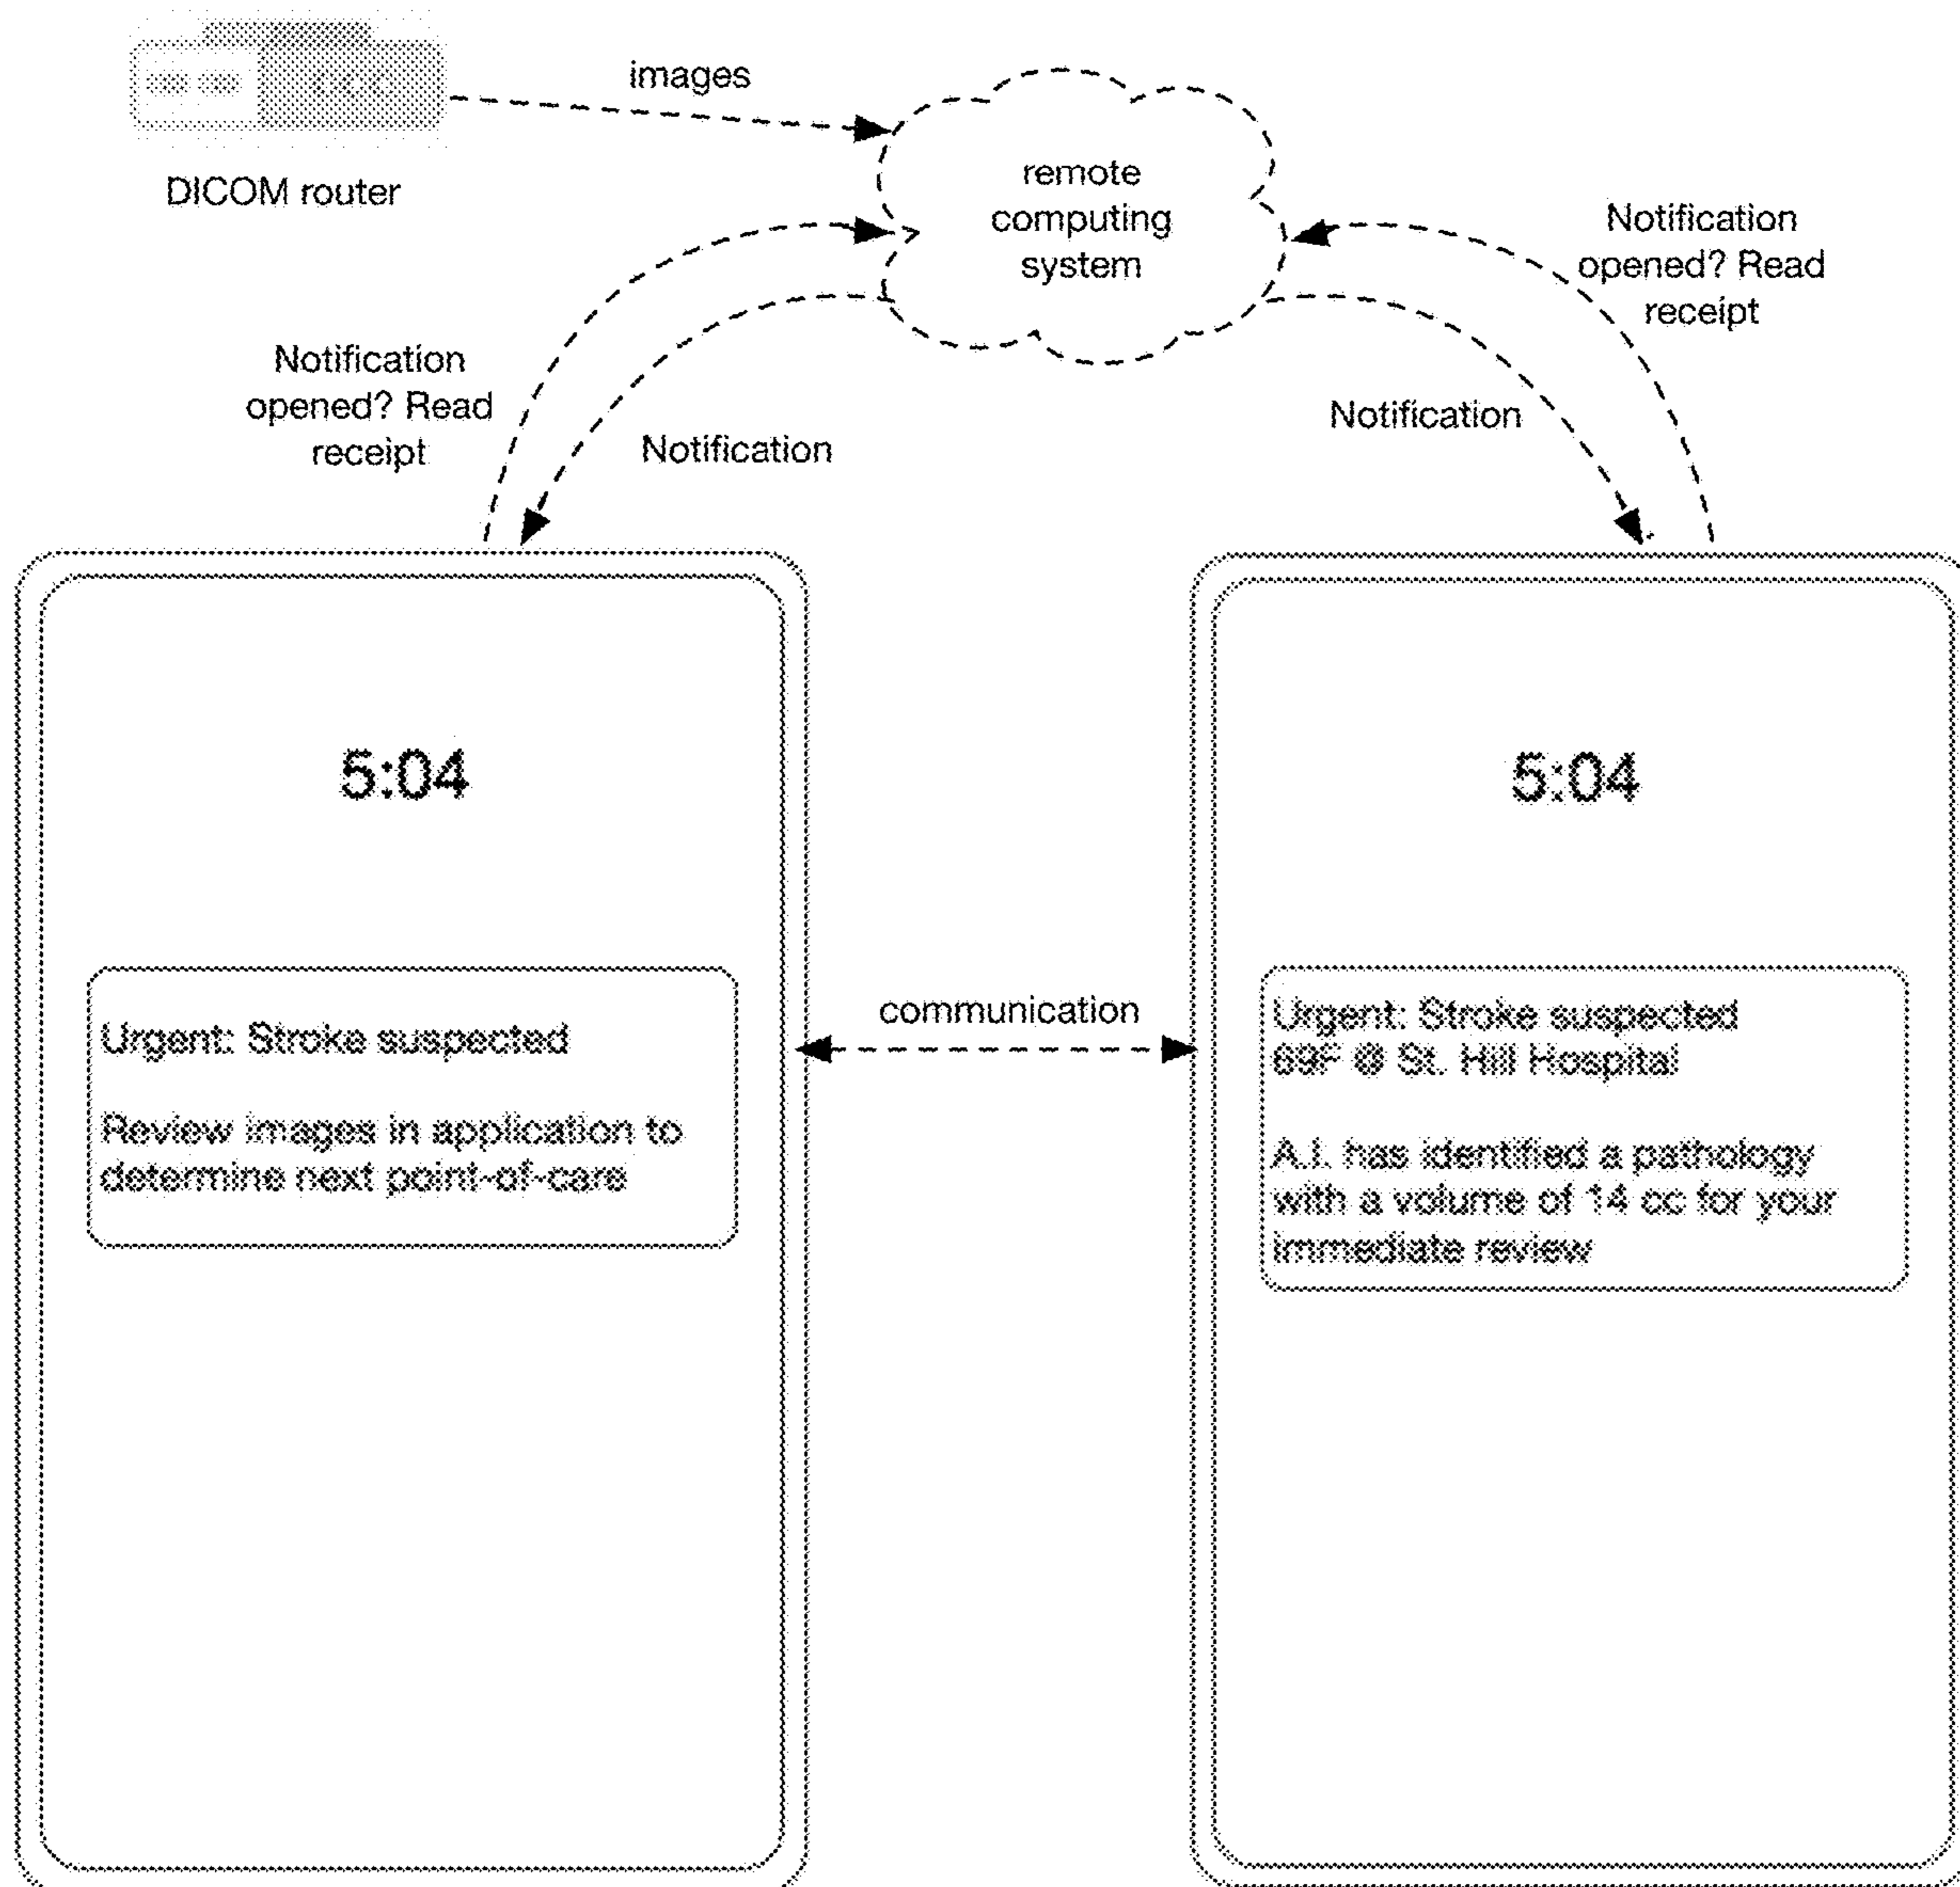 images
DICOM router
remote
computing
system
Notification
opened? Read
receipt
Notification
Notification
opened? Read
receipt
Notification
5:04
Urgent: Stroke suspected
Review images in application to
determine next point-of-care
communication
5:04
Urgent: Stroke suspected
69F @ St. Hill Hospital
A.I. has identified a pathology
with a volume of 14 cc for your
immediate review